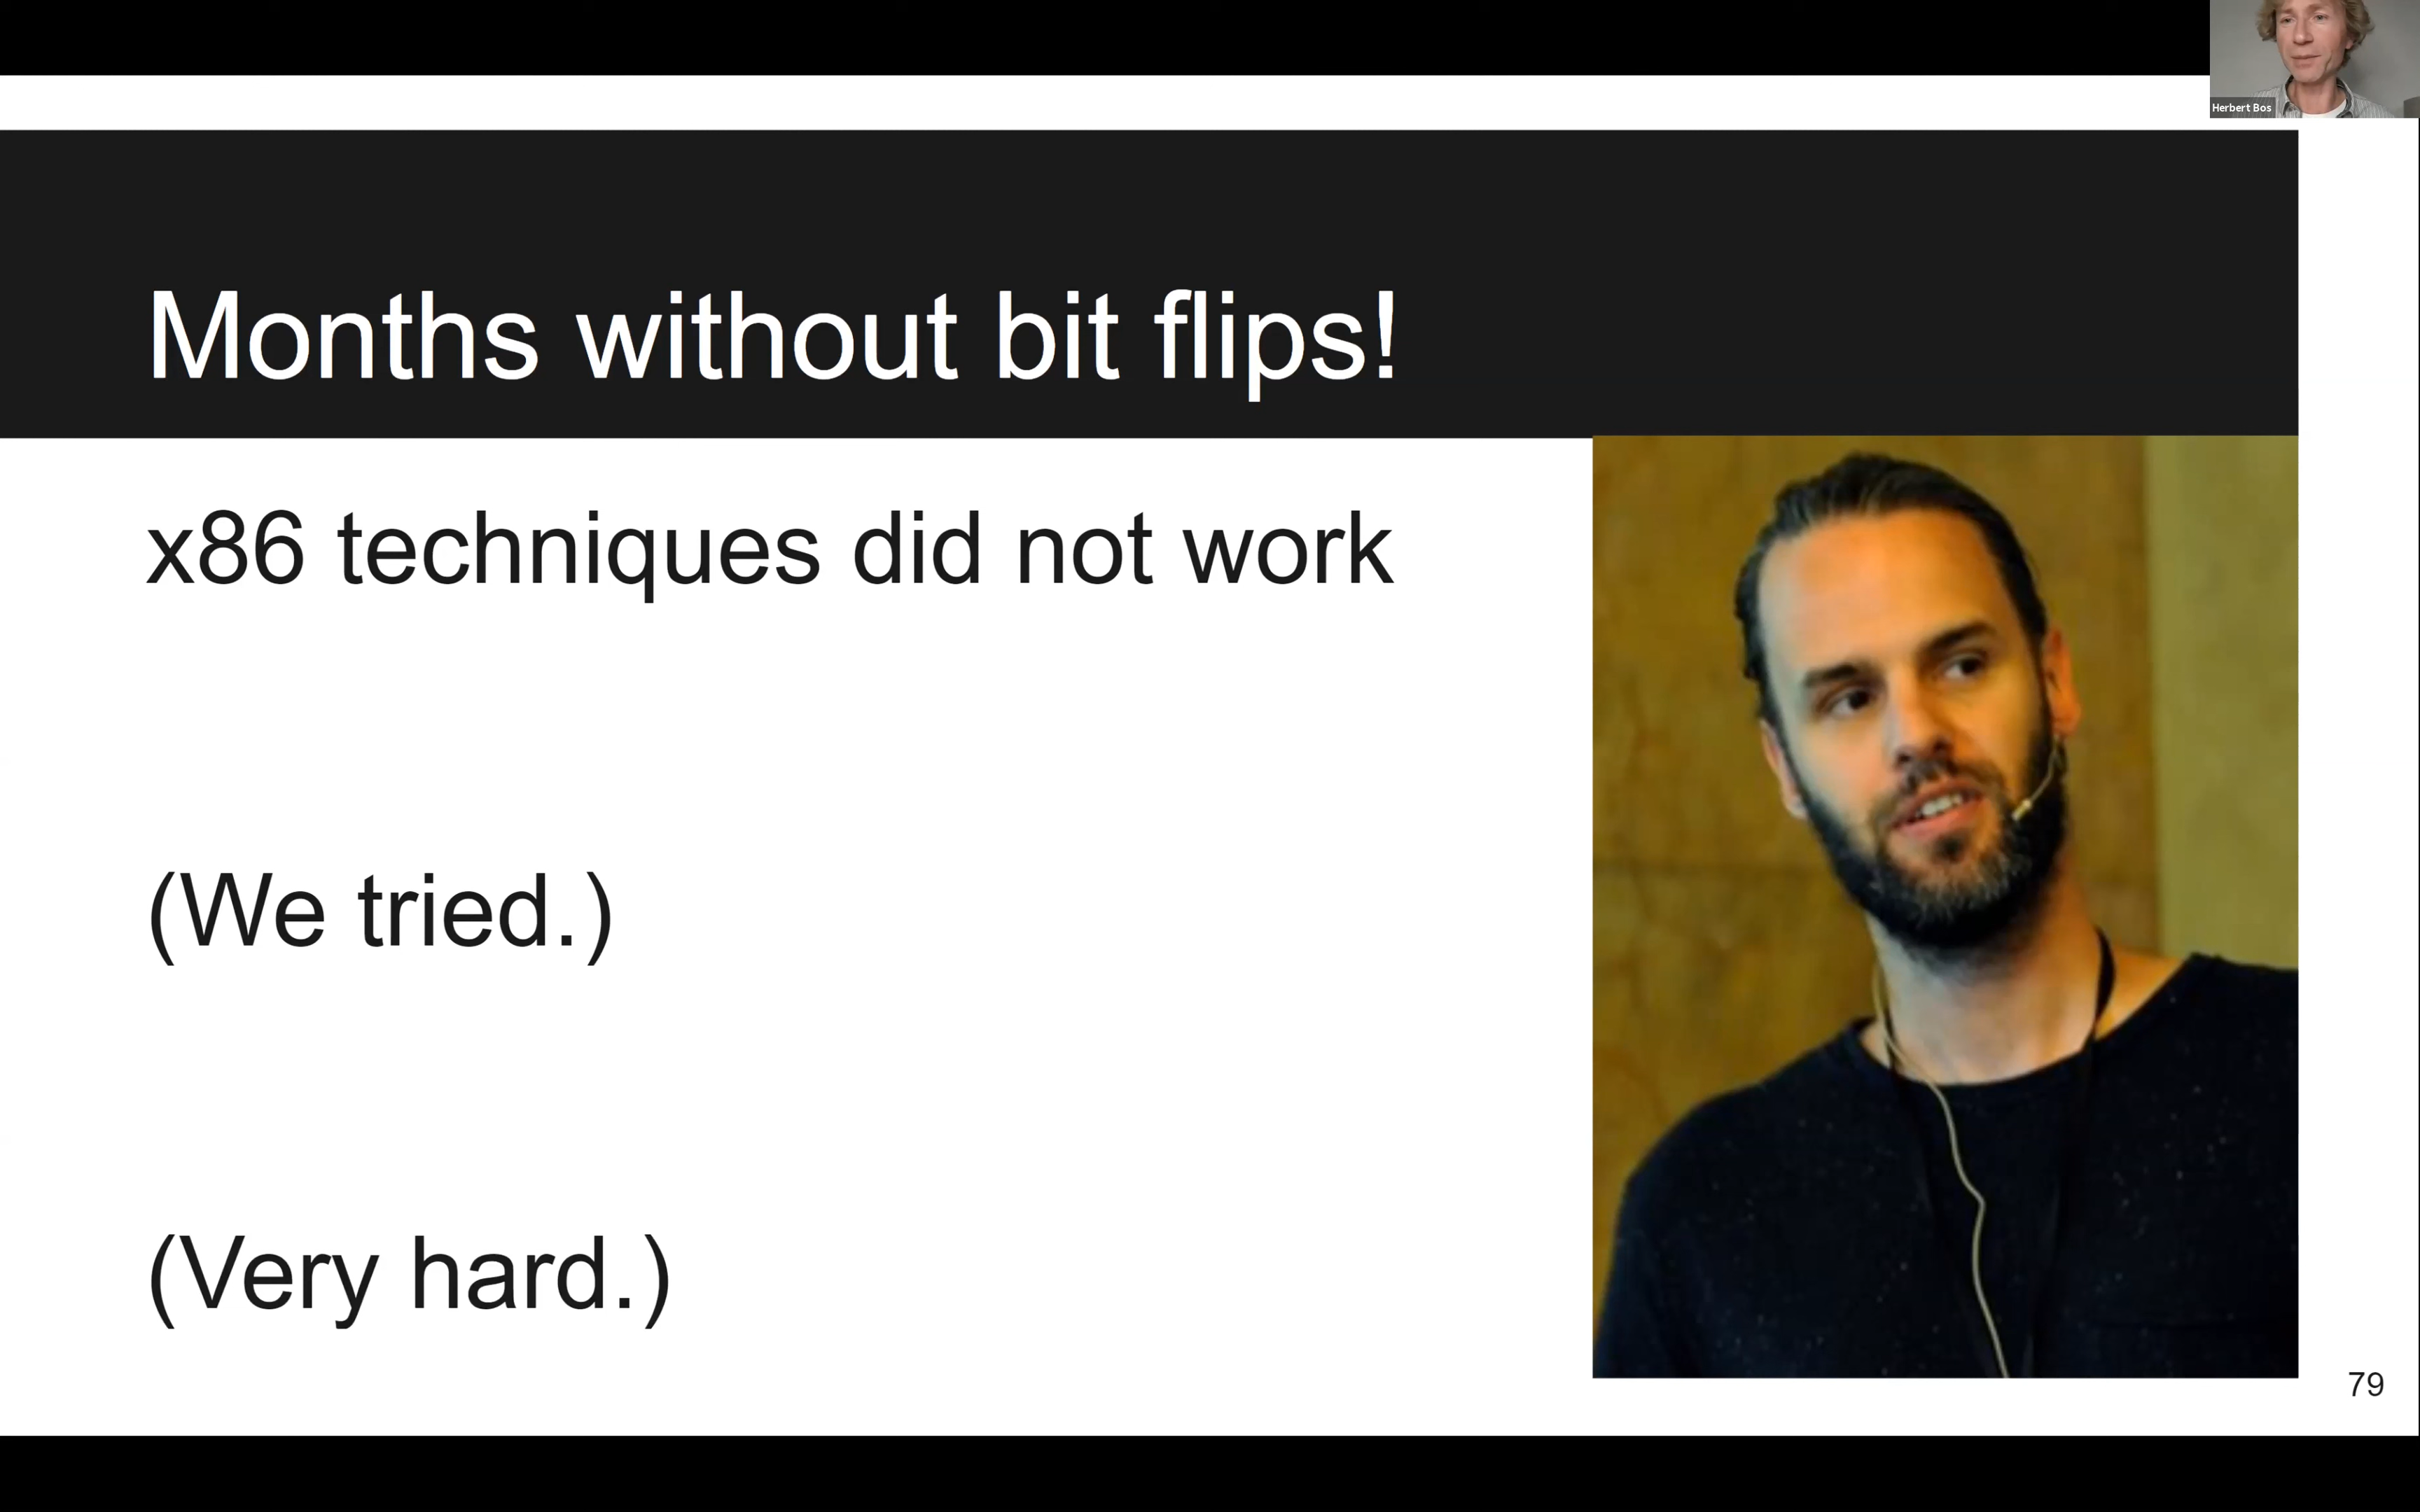 Herbert Bos
Months without bit flips!
x86 techniques did not work
(We tried.)
(Very hard.)
79